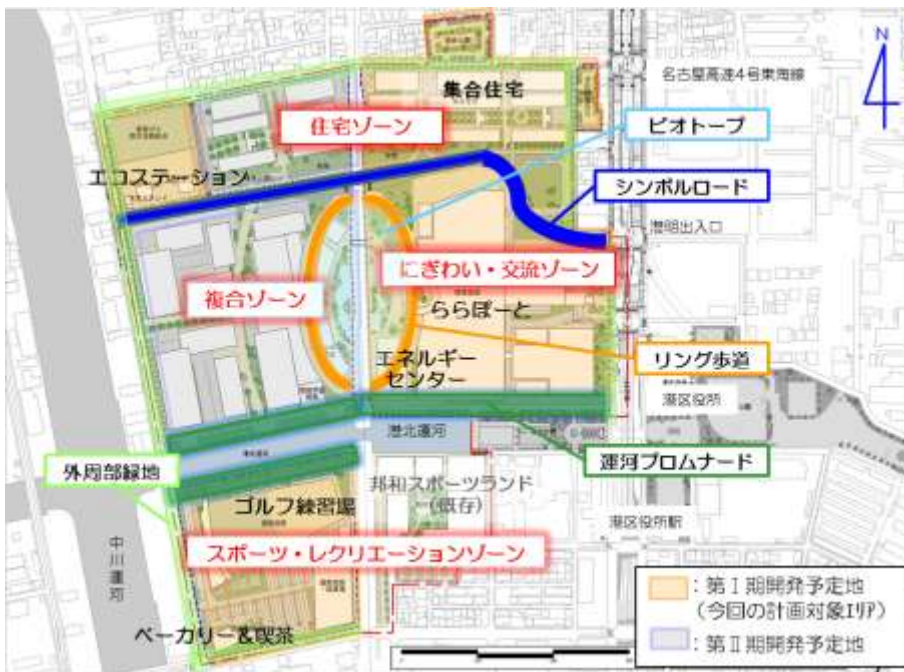 N
名古屋高速4号東海線
集合住宅
住宅ゾーン
ビオトープ
エコステーション
シンボルロード
港明出入口
にぎわい・交流ゾーン
複合ゾーン
ららぽーと
エネルギー
センター
リング歩道
港区役所
港北運河
外周部緑地
運河プロムナード
邦和スポーツランド
(既存)
ゴルフ練習場
港区役所駅
スポーツ・レクリエーションゾーン
中川運河
ベーカリー&喫茶
:第Ⅰ期開発予定地
(今回の計画対象エリア)
:第Ⅱ期開発予定地